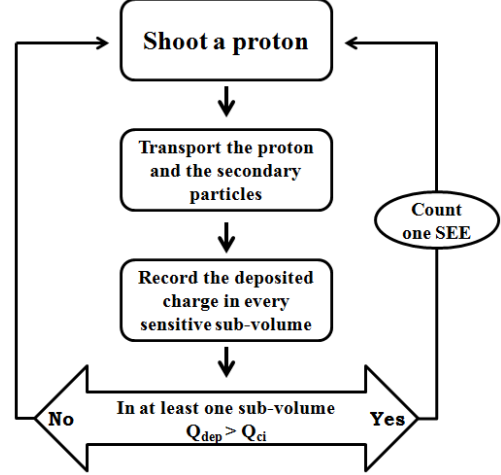 Shoot a proton
Transport the proton
and the secondary
particles
Count
one SEE
Record the deposited
charge in every
sensitive sub-volume
In at least one sub-volume
No
Yes
Qdep > Qci